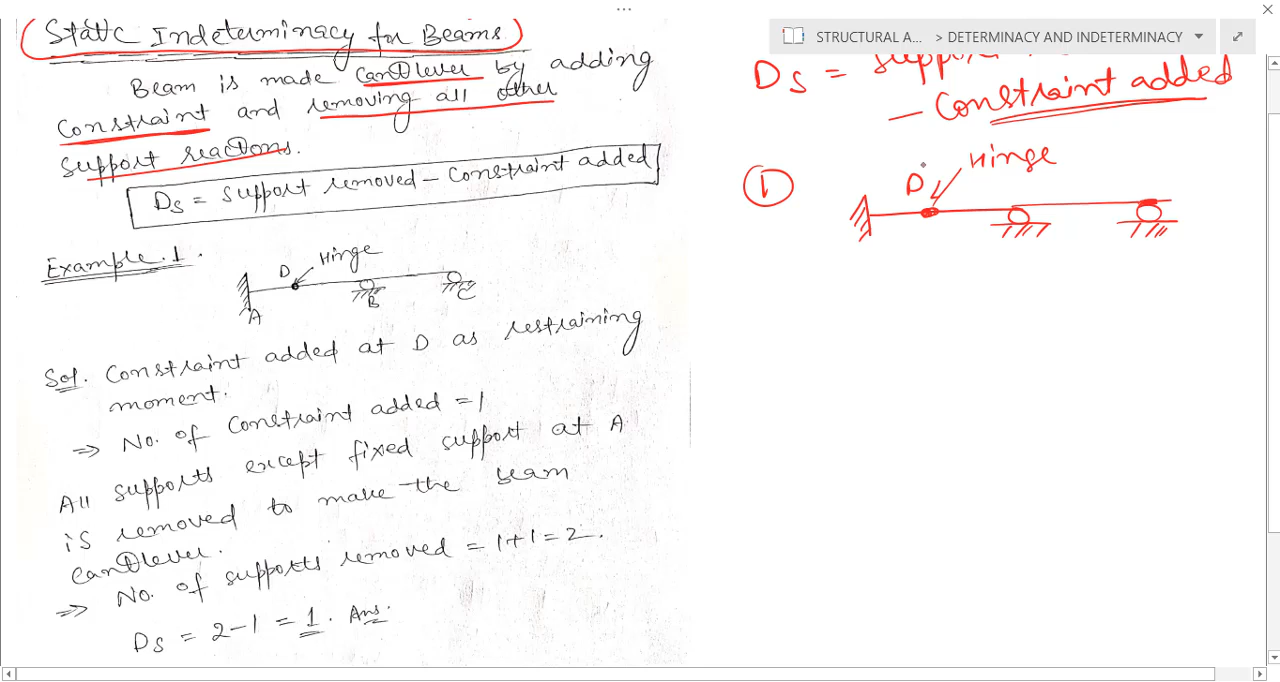 Static Indeterminacy for Beams
Beam is made Cantilever by adding
Constraint and removing all other
support reactions.
Ds = support removed – Constraint added
Example.1.
D Hinge
A B C
Sol. Constraint added at D as restraining
moment.
⇒ No. of Constraint added = 1
All supports except fixed support at A
is removed to make the beam
Cantilever.
⇒ No. of supports removed = 1+1 = 2.
Ds = 2-1 = 1. Ans.
STRUCTURAL A... > DETERMINACY AND INDETERMINACY
Ds =
– Constraint added
① D Hinge